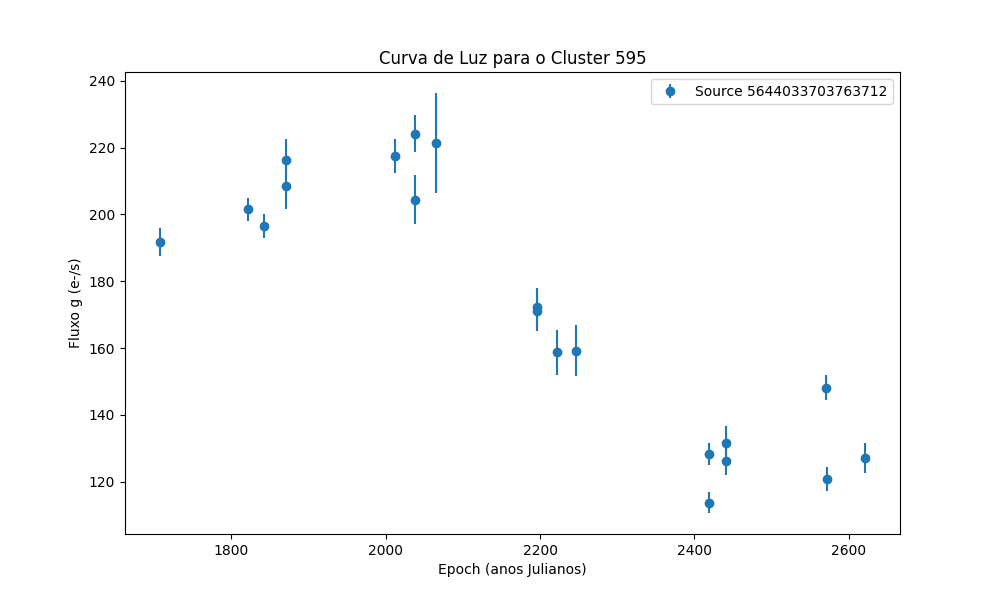 Curva de Luz para o Cluster 595
Source 5644033703763712
Fluxo g (e-/s)
240
220
200
180
160
140
120
1800 2000 2200 2400 2600
Epoch (anos Julianos)